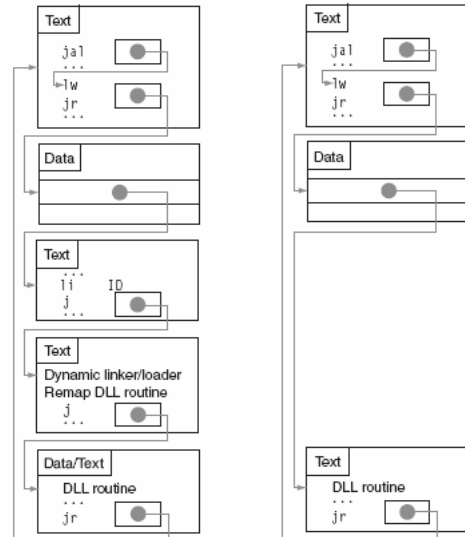 Text
jal
...
lw
jr
...
Data
Text
...
li ID
j
...
Text
Dynamic linker/loader
Remap DLL routine
j
...
Data/Text
DLL routine
...
jr
Text
jal
...
lw
jr
...
Data
Text
DLL routine
...
jr